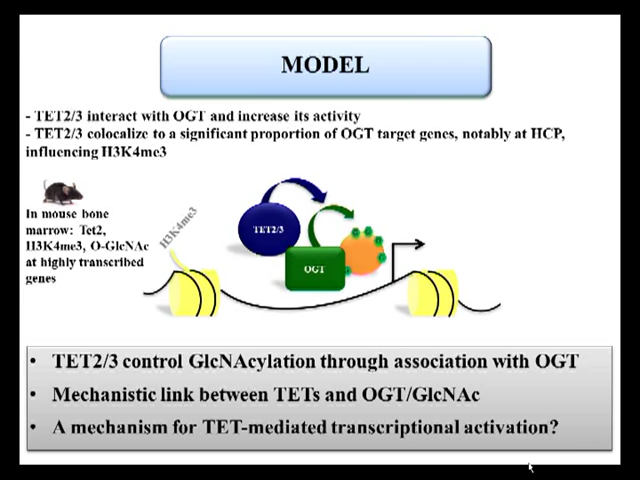 MODEL
- TET2/3 interact with OGT and increase its activity
- TET2/3 colocalize to a significant proportion of OGT target genes, notably at HCP,
influencing H3K4me3
In mouse bone
marrow: Tet2,
H3K4me3, O-GlcNAc
at highly transcribed
genes
H3K4me3
TET2/3
OGT
• TET2/3 control GlcNAcylation through association with OGT
• Mechanistic link between TETs and OGT/GlcNAc
• A mechanism for TET-mediated transcriptional activation?